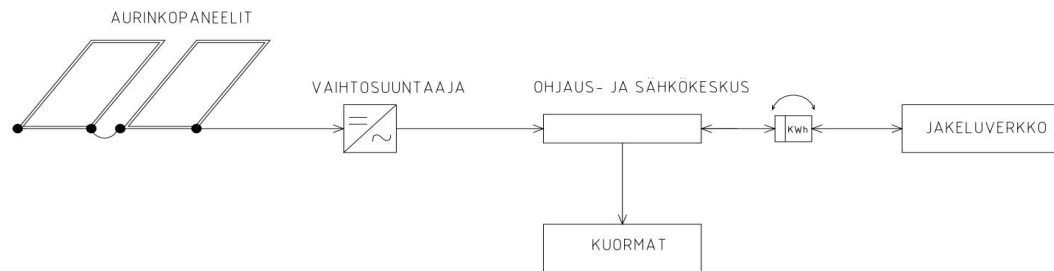 AURINKOPANEELIT
VAIHTOSUUNTAAJA
OHJAUS- JA SÄHKÖKESKUS
KWh
JAKELUVERKKO
KUORMAT